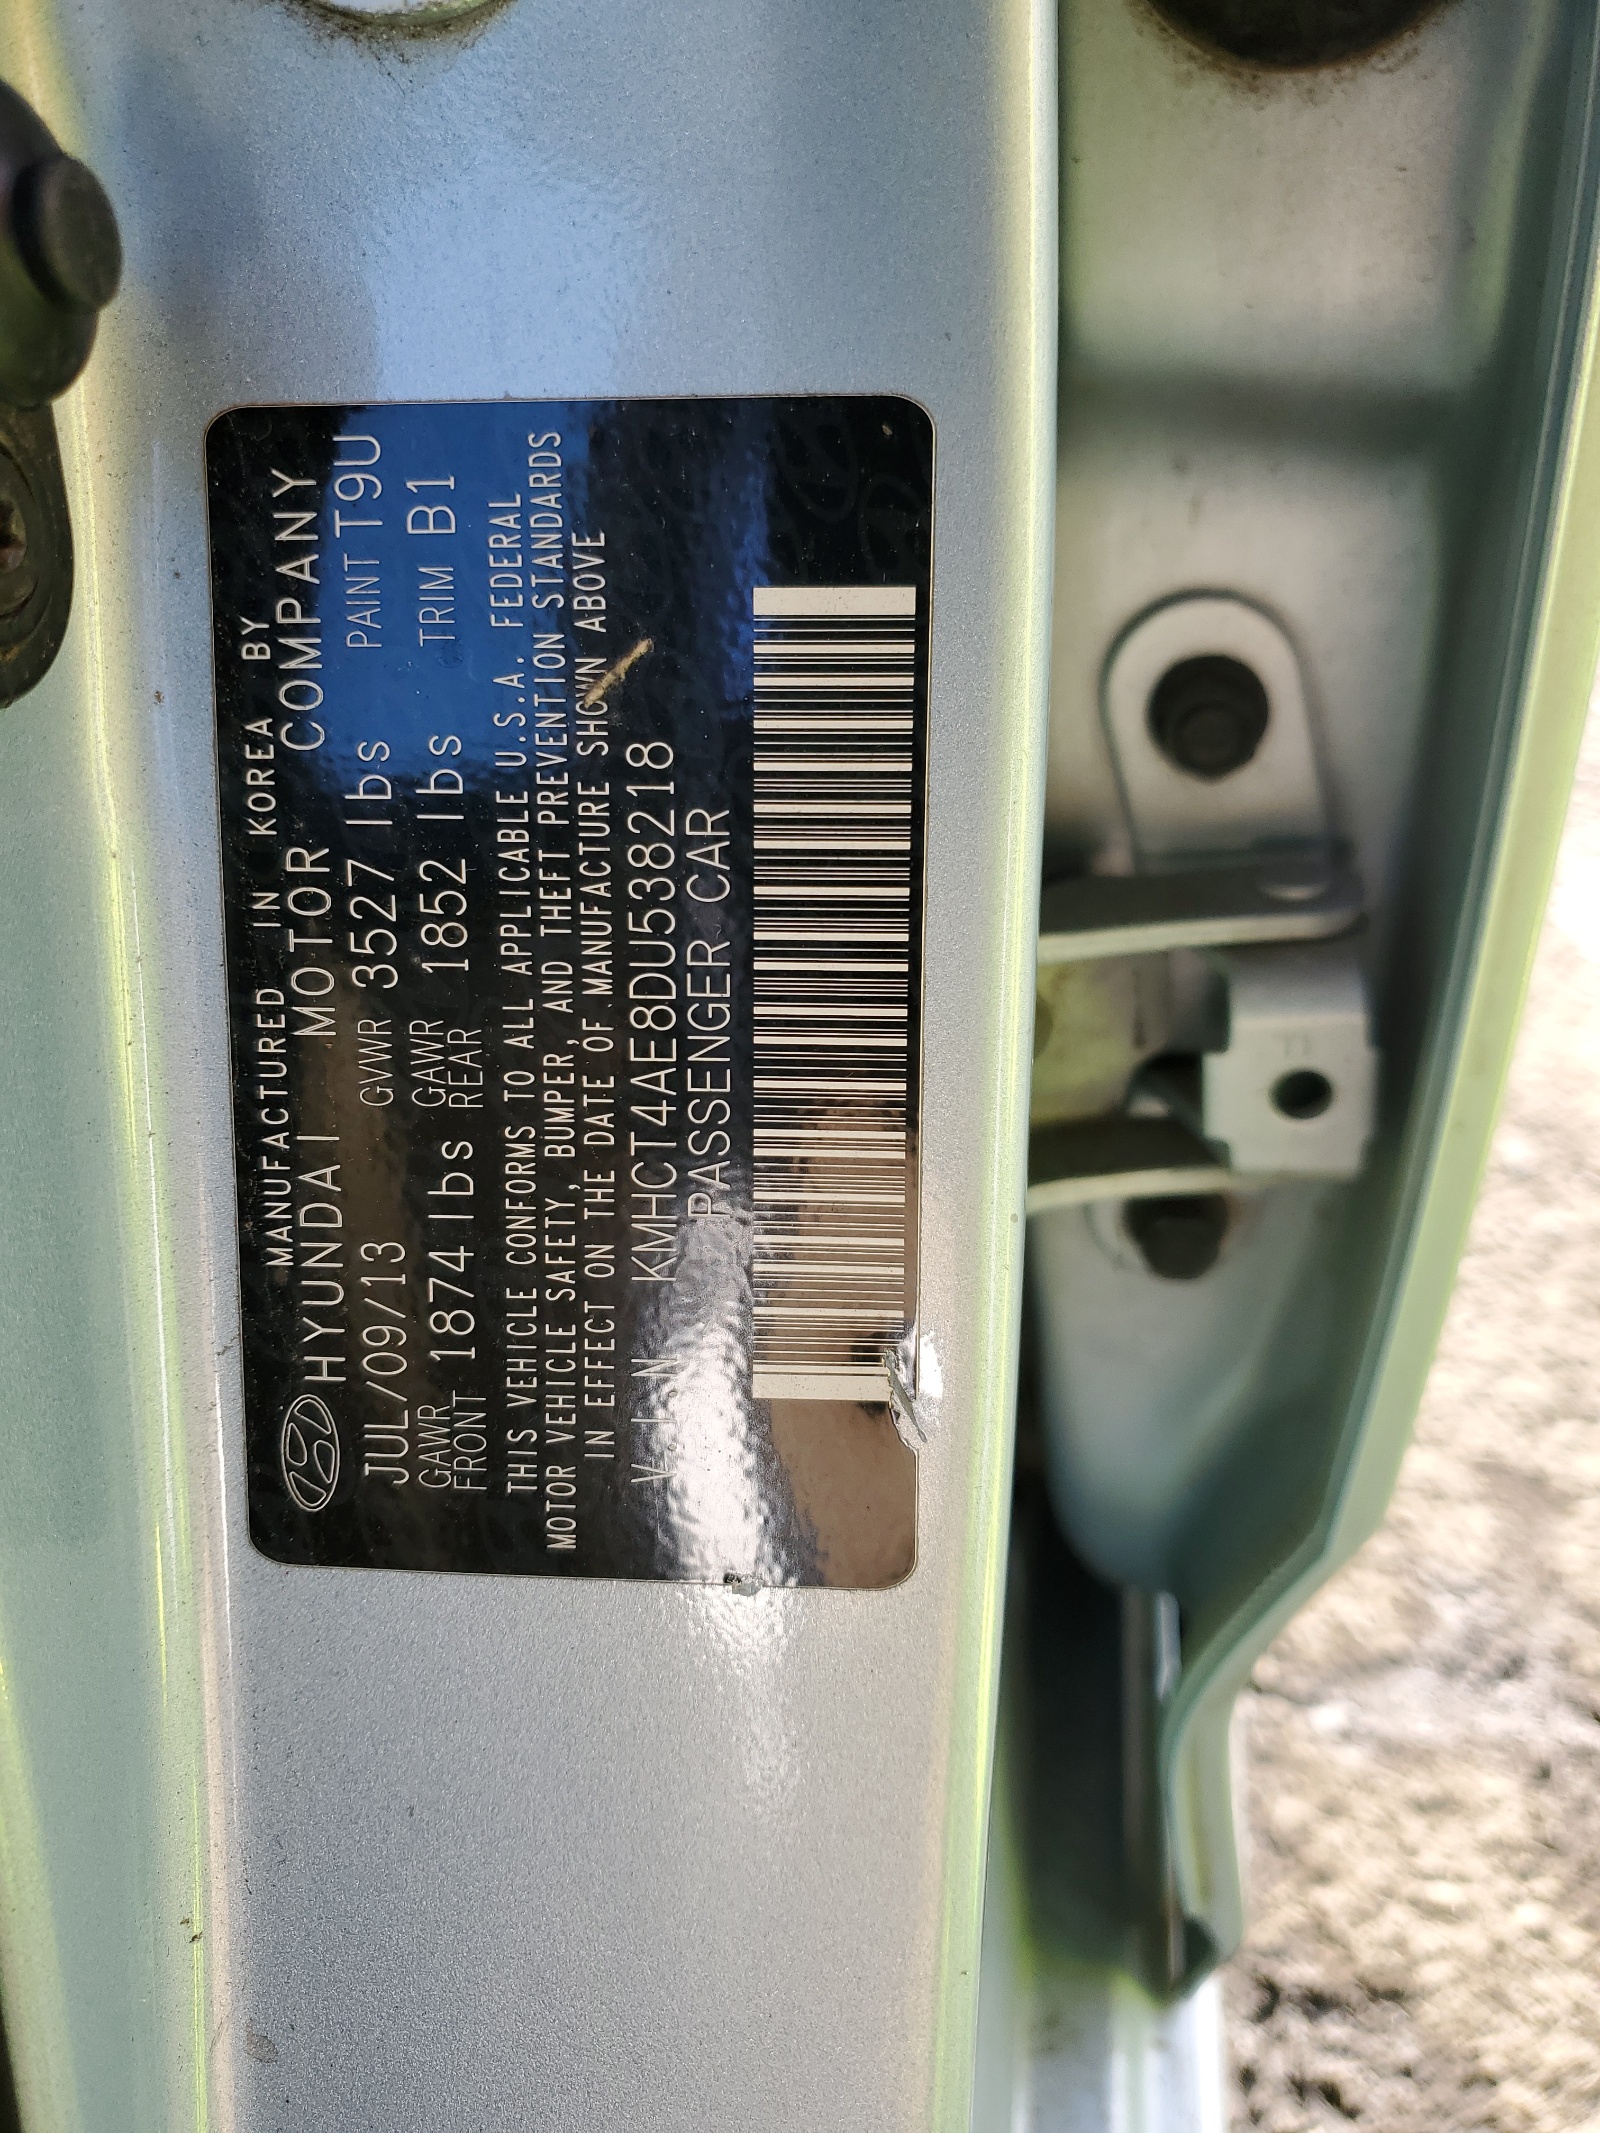 MANUFACTURED IN KOREA BY
HYUNDAI MOTOR COMPANY
JUL/09/13 GVWR 3527 lbs PAINT T9U
GAWR FRONT 1874 lbs GAWR REAR 1852 lbs TRIM B1
THIS VEHICLE CONFORMS TO ALL APPLICABLE U.S.A. FEDERAL
MOTOR VEHICLE SAFETY, BUMPER, AND THEFT PREVENTION STANDARDS
IN EFFECT ON THE DATE OF MANUFACTURE SHOWN ABOVE
V.I.N KMHCT4AE8DU538218
PASSENGER CAR